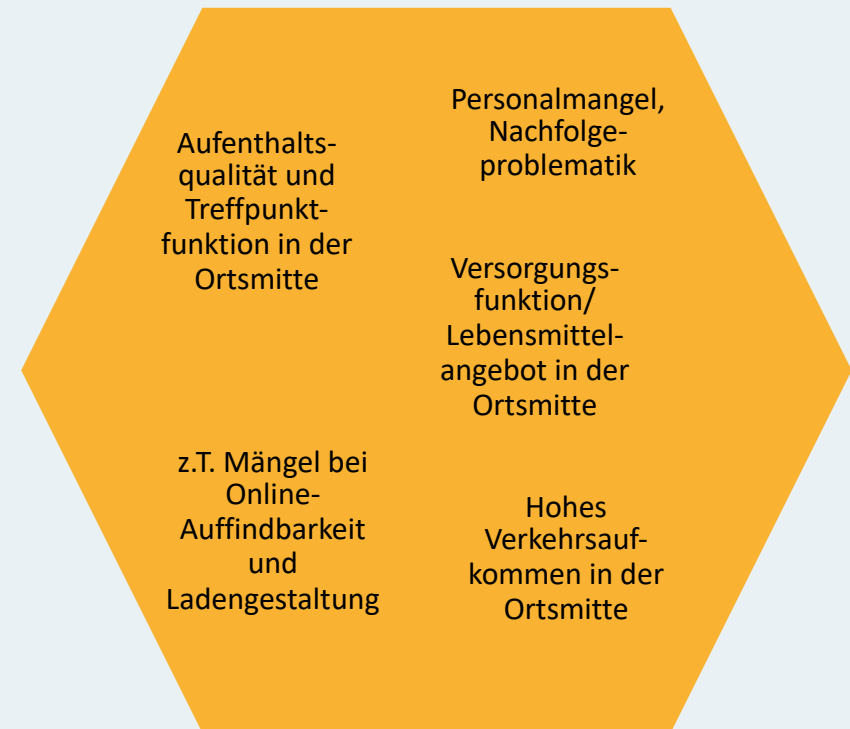 Aufenthalts-
qualität und
Treffpunkt-
funktion in der
Ortsmitte
Personalmangel,
Nachfolge-
problematik
Versorgungs-
funktion/
Lebensmittel-
angebot in der
Ortsmitte
z.T. Mängel bei
Online-
Auffindbarkeit
und
Ladengestaltung
Hohes
Verkehrsauf-
kommen in der
Ortsmitte